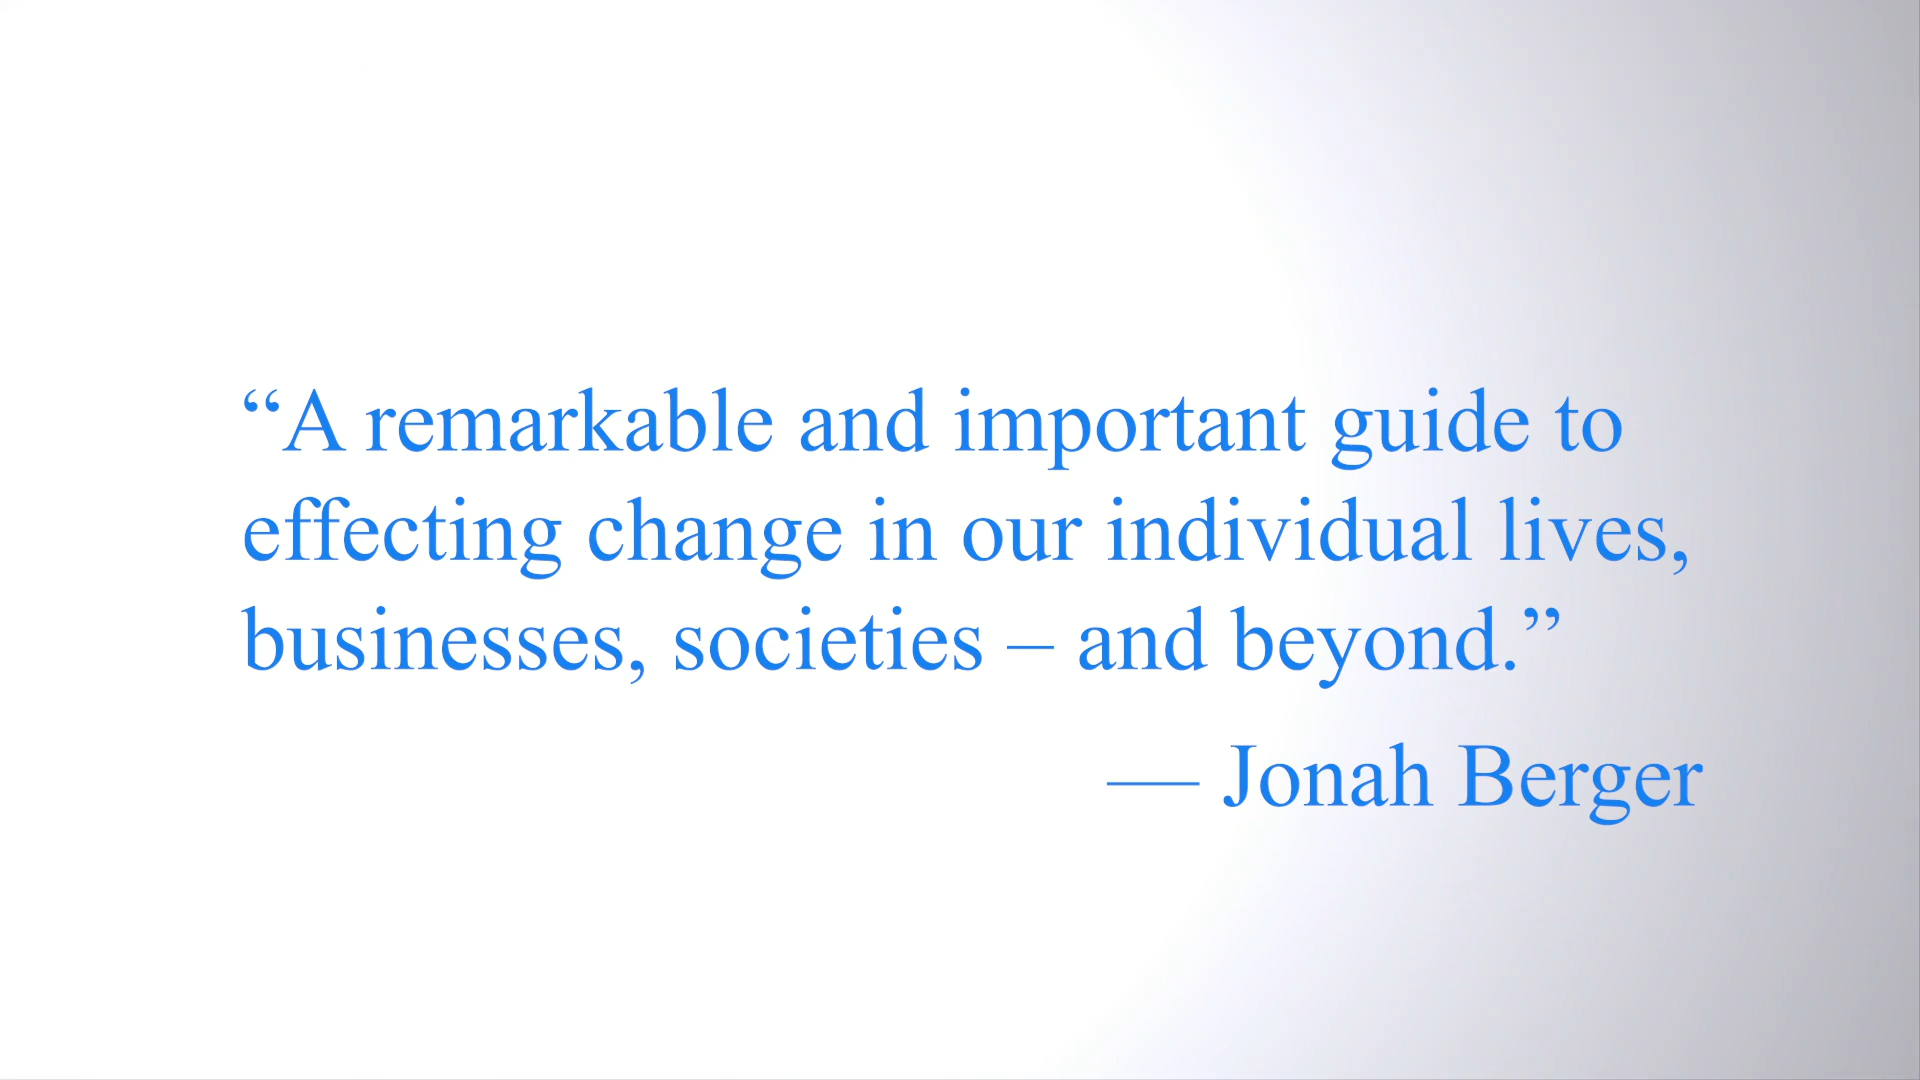 “A remarkable and important guide to
effecting change in our individual lives,
businesses, societies – and beyond.”
— Jonah Berger